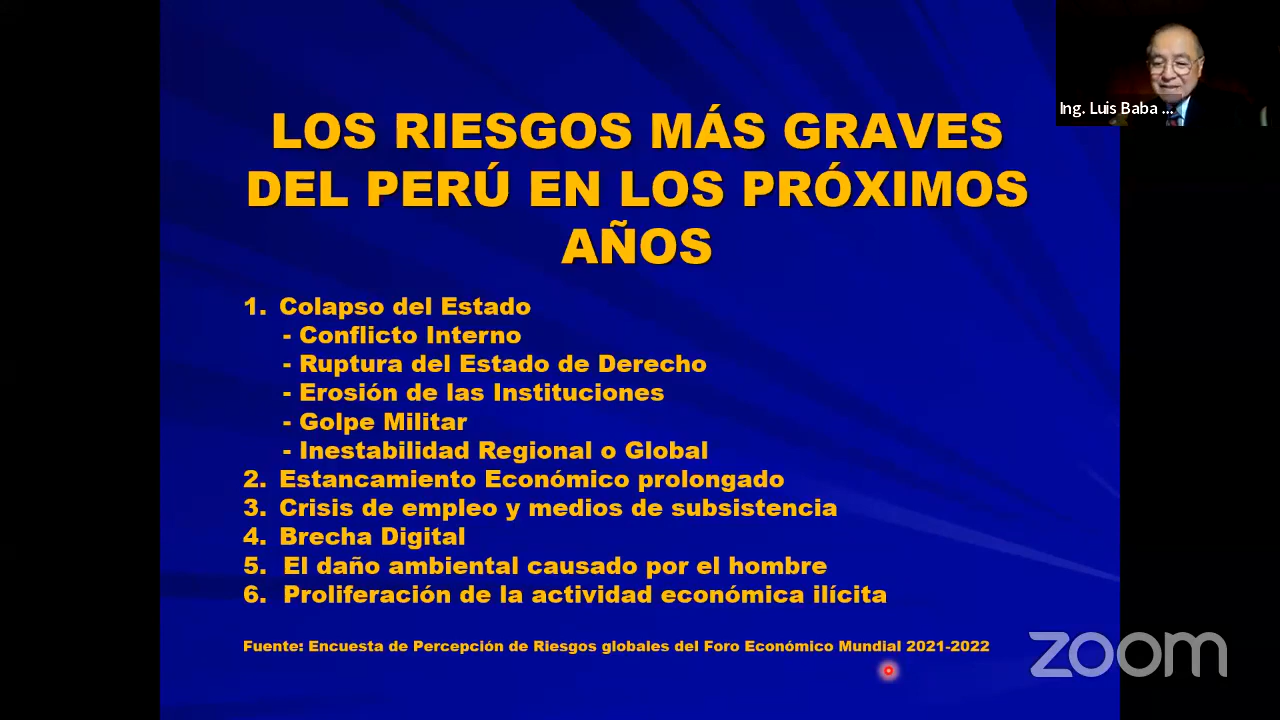 LOS RIESGOS MÁS GRAVES
DEL PERÚ EN LOS PRÓXIMOS
AÑOS
1. Colapso del Estado
- Conflicto Interno
- Ruptura del Estado de Derecho
- Erosión de las Instituciones
- Golpe Militar
- Inestabilidad Regional o Global
2. Estancamiento Económico prolongado
3. Crisis de empleo y medios de subsistencia
4. Brecha Digital
5. El daño ambiental causado por el hombre
6. Proliferación de la actividad económica ilícita
Fuente: Encuesta de Percepción de Riesgos globales del Foro Económico Mundial 2021-2022
Ing. Luis Baba ...
zoom